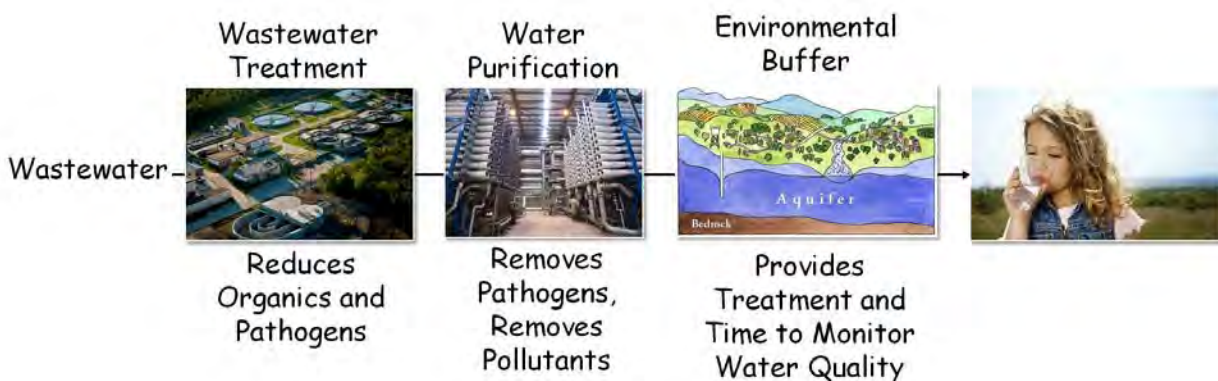 Wastewater
Wastewater
Treatment
Reduces
Organics and
Pathogens
Water
Purification
Removes
Pathogens,
Removes
Pollutants
Environmental
Buffer
Aquifer
Bedrock
Provides
Treatment and
Time to Monitor
Water Quality